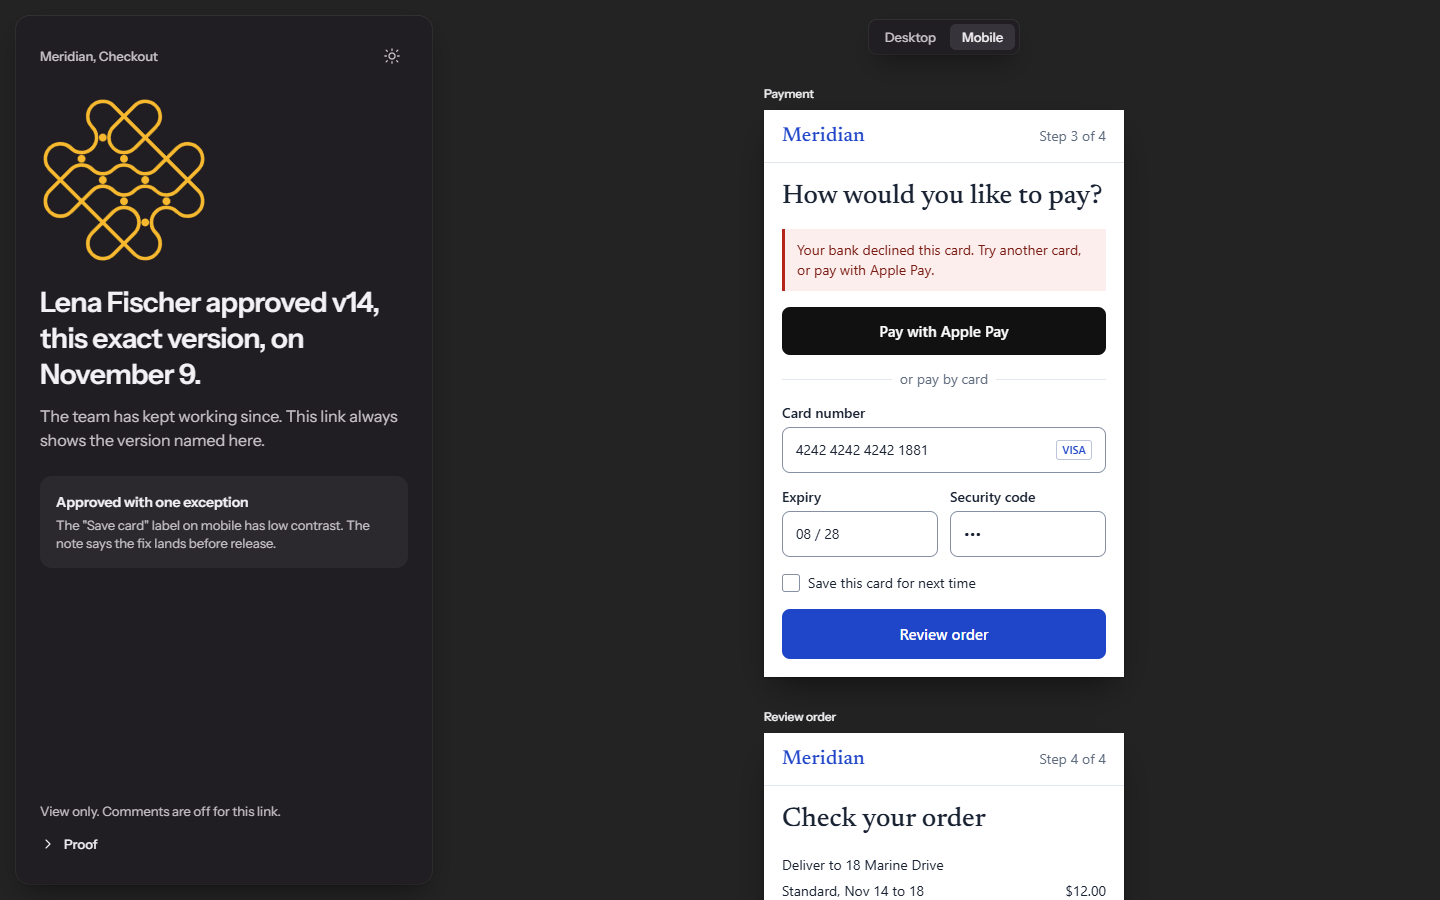 Meridian, Checkout
Lena Fischer approved v14,
this exact version, on
November 9.
The team has kept working since. This link always
shows the version named here.
Approved with one exception
The "Save card" label on mobile has low contrast. The
note says the fix lands before release.
View only. Comments are off for this link.
Proof
Desktop Mobile
Payment
Meridian Step 3 of 4
How would you like to pay?
Your bank declined this card. Try another card,
or pay with Apple Pay.
Pay with Apple Pay
or pay by card
Card number
4242 4242 4242 1881 VISA
Expiry Security code
08 / 28 •••
Save this card for next time
Review order
Review order
Meridian Step 4 of 4
Check your order
Deliver to 18 Marine Drive
Standard, Nov 14 to 18 $12.00